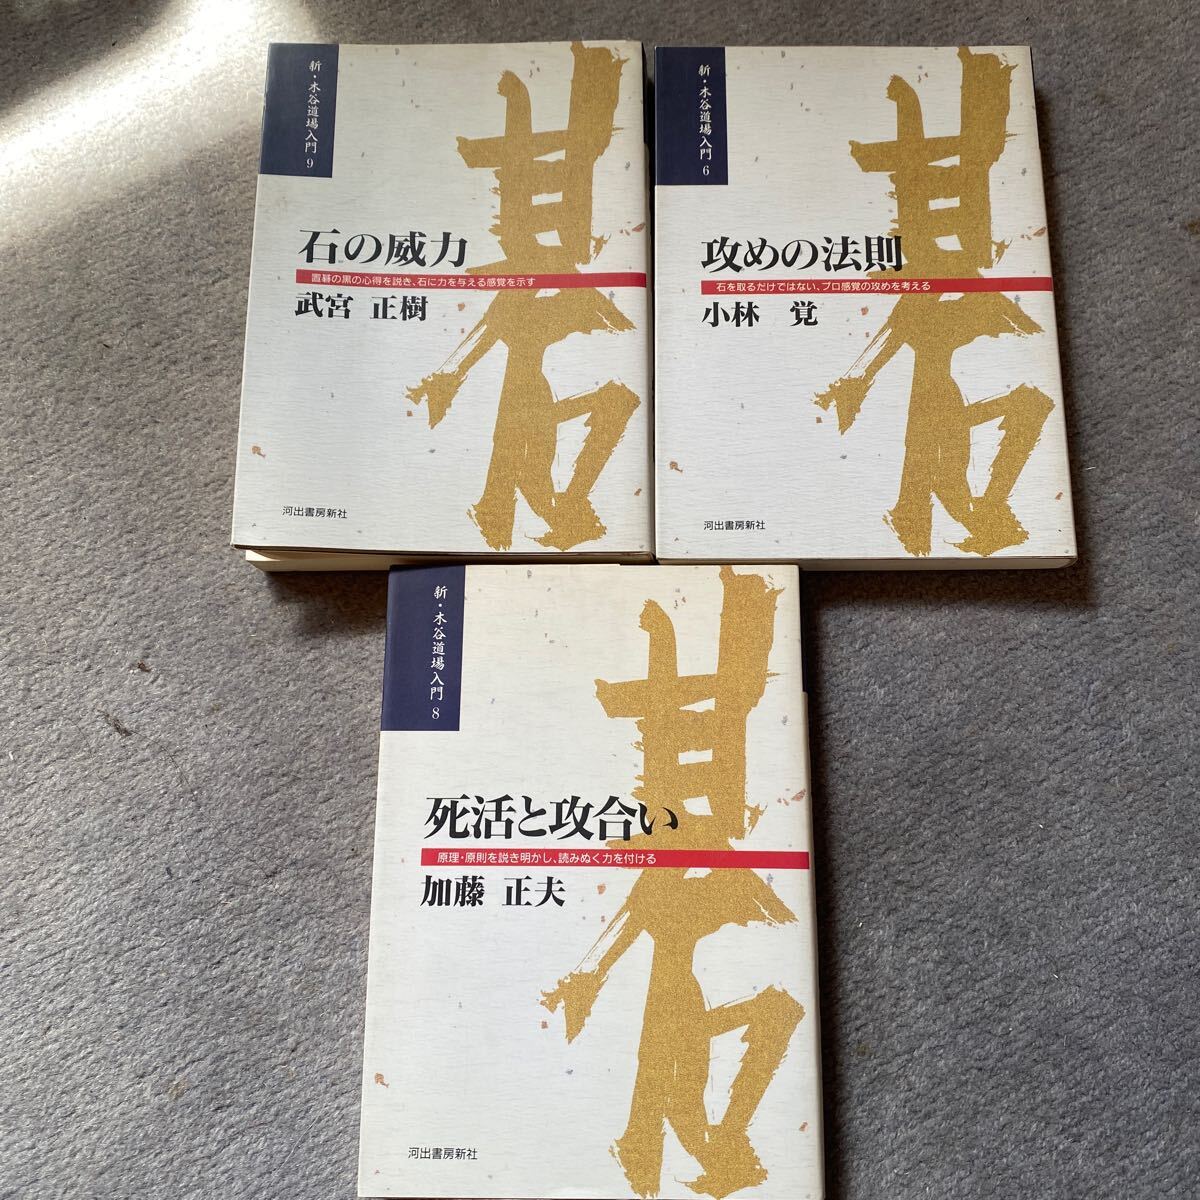 新・木谷道場入門 9
碁
石の威力
置碁の黒の心得を説き、石に力を与える感覚を示す
武宮 正樹
河出書房新社
新・木谷道場入門 6
碁
攻めの法則
石を取るだけではない、プロ感覚の攻めを考える
小林 覚
河出書房新社
新・木谷道場入門 8
碁
死活と攻合い
原理・原則を説き明かし、読みぬく力を付ける
加藤 正夫
河出書房新社